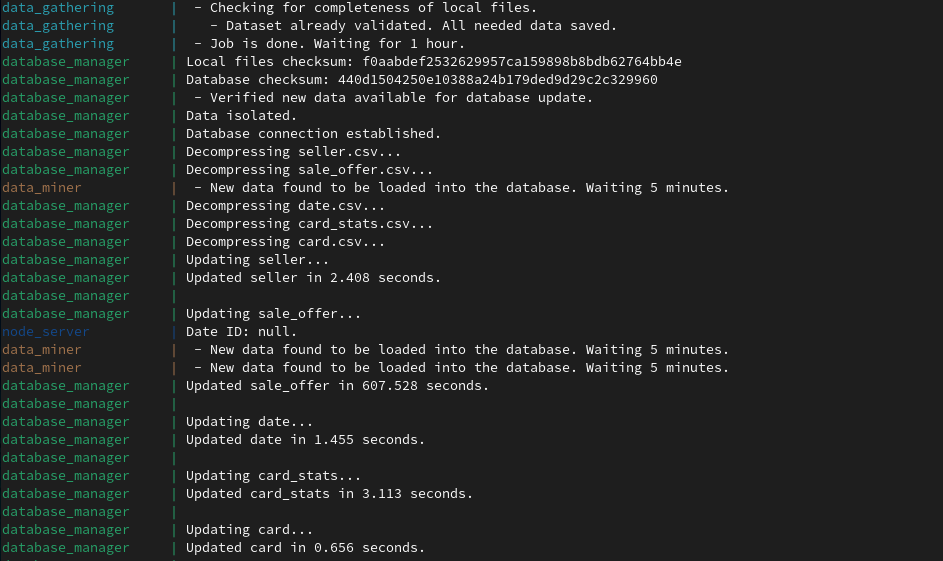 data_gathering | - Checking for completeness of local files.
data_gathering | - Dataset already validated. All needed data saved.
data_gathering | - Job is done. Waiting for 1 hour.
database_manager | Local files checksum: f0aabdef2532629957ca159898b8bdb62764bb4e
database_manager | Database checksum: 440d1504250e10388a24b179ded9d29c2c329960
database_manager | - Verified new data available for database update.
database_manager | Data isolated.
database_manager | Database connection established.
database_manager | Decompressing seller.csv...
database_manager | Decompressing sale_offer.csv...
data_miner | - New data found to be loaded into the database. Waiting 5 minutes.
database_manager | Decompressing date.csv...
database_manager | Decompressing card_stats.csv...
database_manager | Decompressing card.csv...
database_manager | Updating seller...
database_manager | Updated seller in 2.408 seconds.
database_manager |
database_manager | Updating sale_offer...
node_server | Date ID: null.
data_miner | - New data found to be loaded into the database. Waiting 5 minutes.
data_miner | - New data found to be loaded into the database. Waiting 5 minutes.
database_manager | Updated sale_offer in 607.528 seconds.
database_manager |
database_manager | Updating date...
database_manager | Updated date in 1.455 seconds.
database_manager |
database_manager | Updating card_stats...
database_manager | Updated card_stats in 3.113 seconds.
database_manager |
database_manager | Updating card...
database_manager | Updated card in 0.656 seconds.